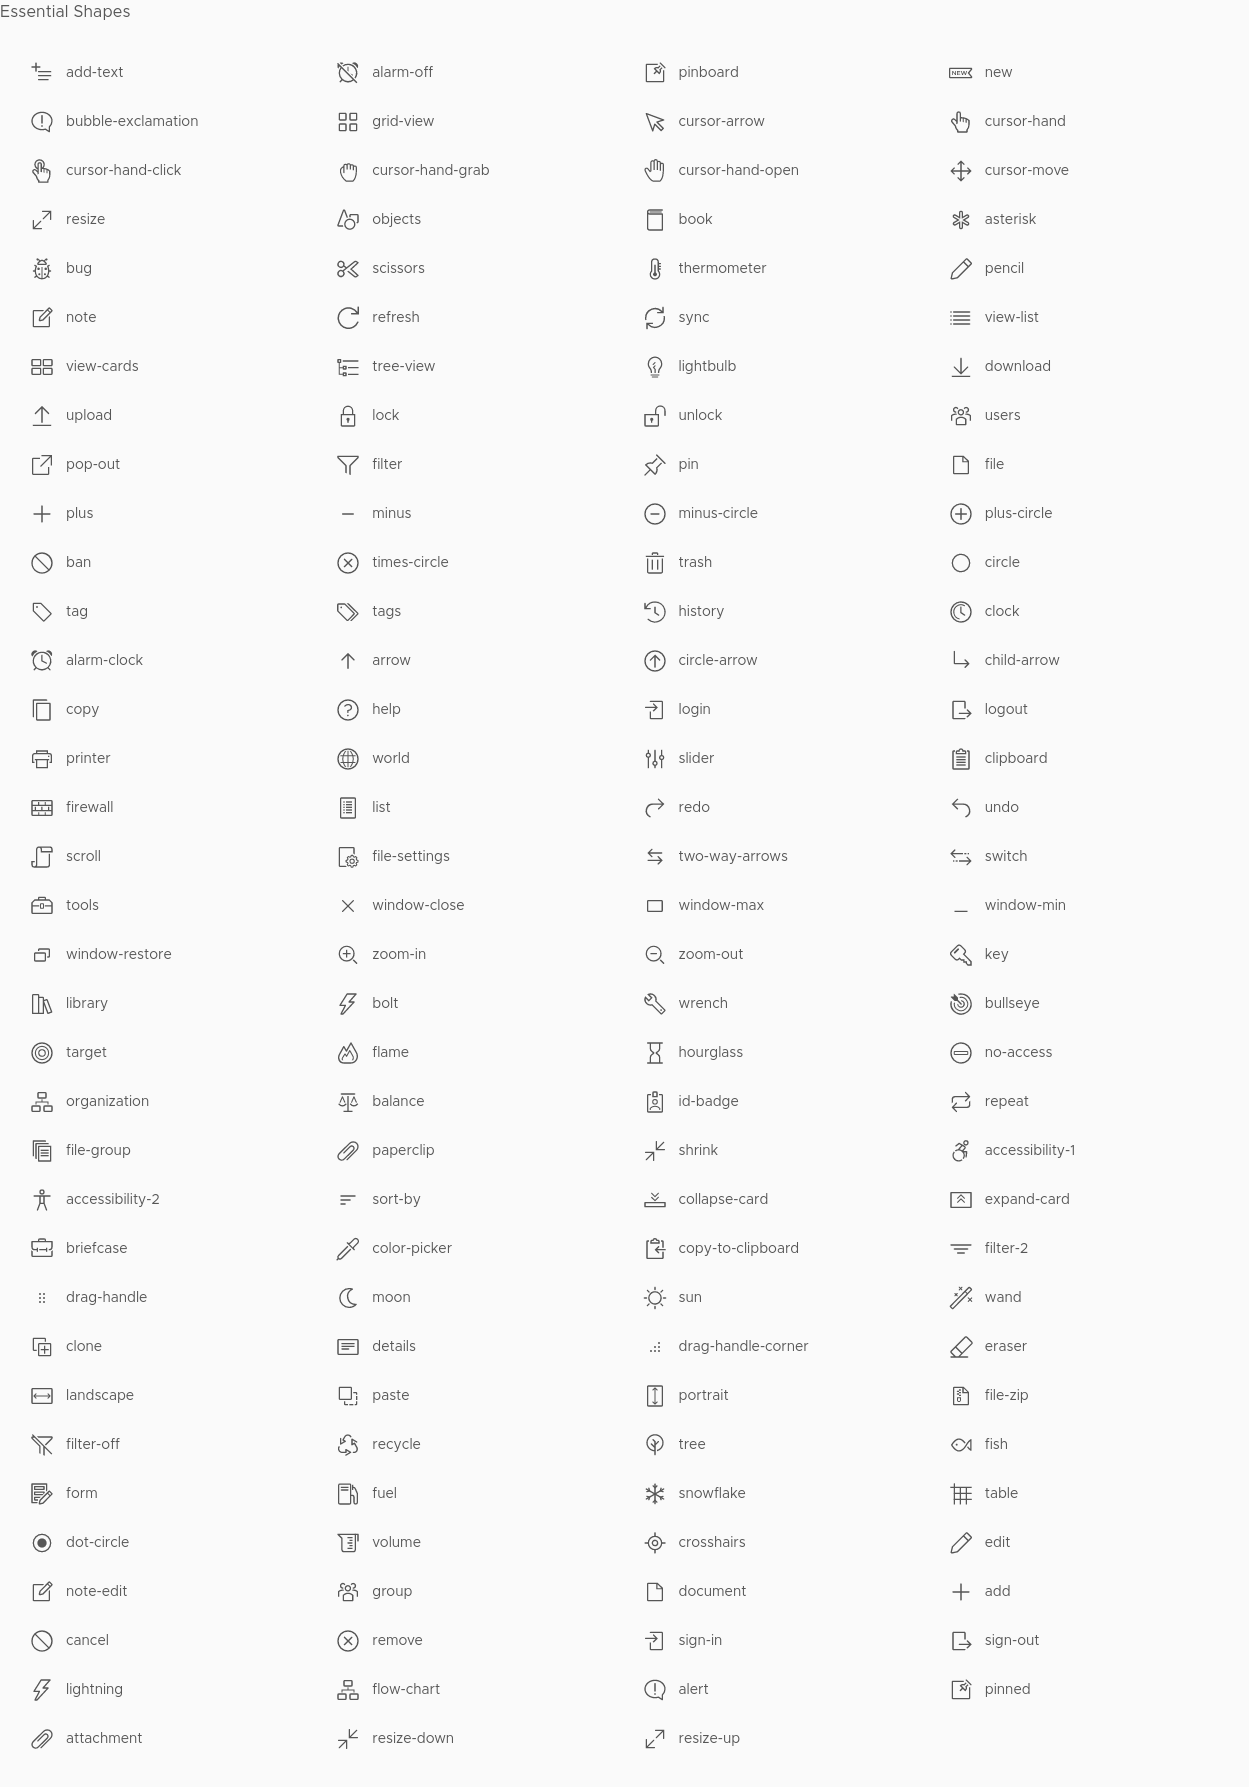 Essential Shapes
add-text alarm-off pinboard NEW new
bubble-exclamation grid-view cursor-arrow cursor-hand
cursor-hand-click cursor-hand-grab cursor-hand-open cursor-move
resize objects book asterisk
bug scissors thermometer pencil
note refresh sync view-list
view-cards tree-view lightbulb download
upload lock unlock users
pop-out filter pin file
plus minus minus-circle plus-circle
ban times-circle trash circle
tag tags history clock
alarm-clock arrow circle-arrow child-arrow
copy help login logout
printer world slider clipboard
firewall list redo undo
scroll file-settings two-way-arrows switch
tools window-close window-max window-min
window-restore zoom-in zoom-out key
library bolt wrench bullseye
target flame hourglass no-access
organization balance id-badge repeat
file-group paperclip shrink accessibility-1
accessibility-2 sort-by collapse-card expand-card
briefcase color-picker copy-to-clipboard filter-2
drag-handle moon sun wand
clone details drag-handle-corner eraser
landscape paste portrait file-zip
filter-off recycle tree fish
form fuel snowflake table
dot-circle volume crosshairs edit
note-edit group document add
cancel remove sign-in sign-out
lightning flow-chart alert pinned
attachment resize-down resize-up